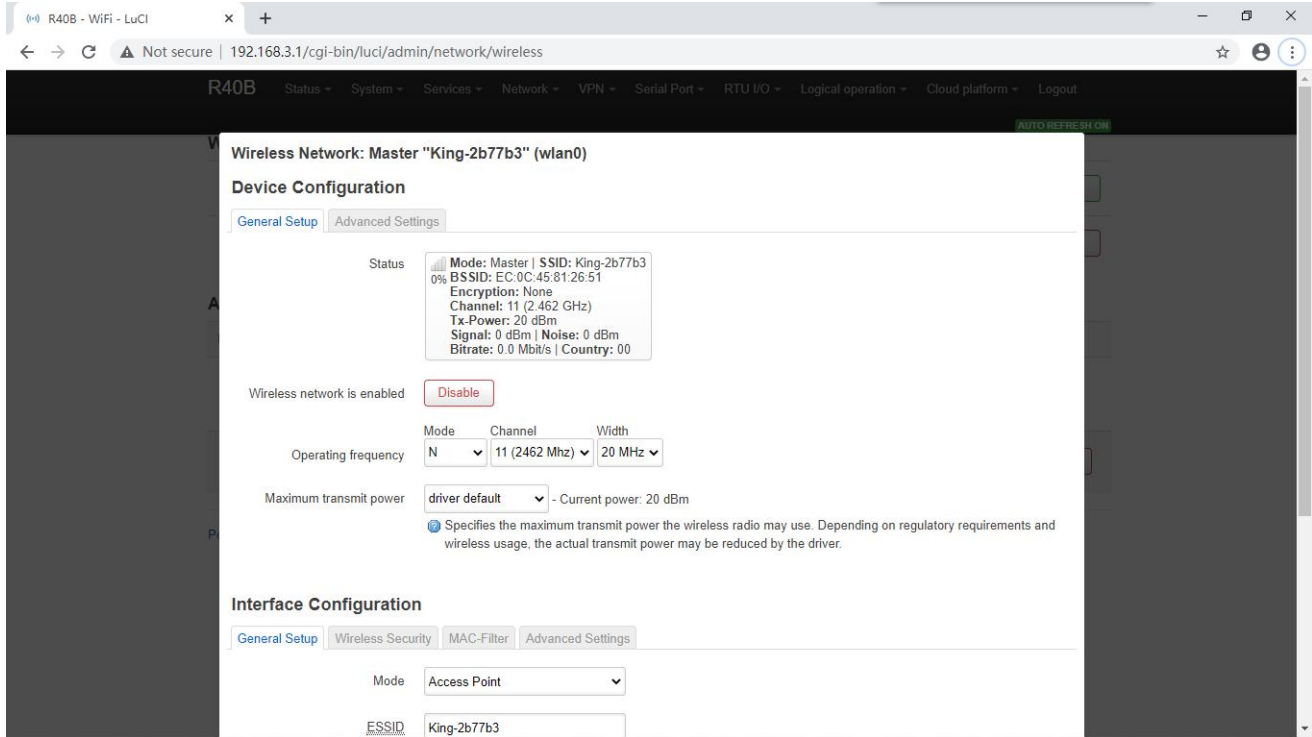 R40B - WiFi - LuCI
Not secure | 192.168.3.1/cgi-bin/luci/admin/network/wireless
R40B Status System Services Network VPN Serial Port RTU I/O Logical operation Cloud platform Logout
AUTO REFRESH ON
Wireless Network: Master "King-2b77b3" (wlan0)
Device Configuration
General Setup Advanced Settings
Status
Mode: Master | SSID: King-2b77b3
0% BSSID: EC:0C:45:81:26:51
Encryption: None
Channel: 11 (2.462 GHz)
Tx-Power: 20 dBm
Signal: 0 dBm | Noise: 0 dBm
Bitrate: 0.0 Mbit/s | Country: 00
Wireless network is enabled Disable
Mode Channel Width
Operating frequency N 11 (2462 Mhz) 20 MHz
Maximum transmit power driver default - Current power: 20 dBm
Specifies the maximum transmit power the wireless radio may use. Depending on regulatory requirements and
wireless usage, the actual transmit power may be reduced by the driver.
Interface Configuration
General Setup Wireless Security MAC-Filter Advanced Settings
Mode Access Point
ESSID King-2b77b3